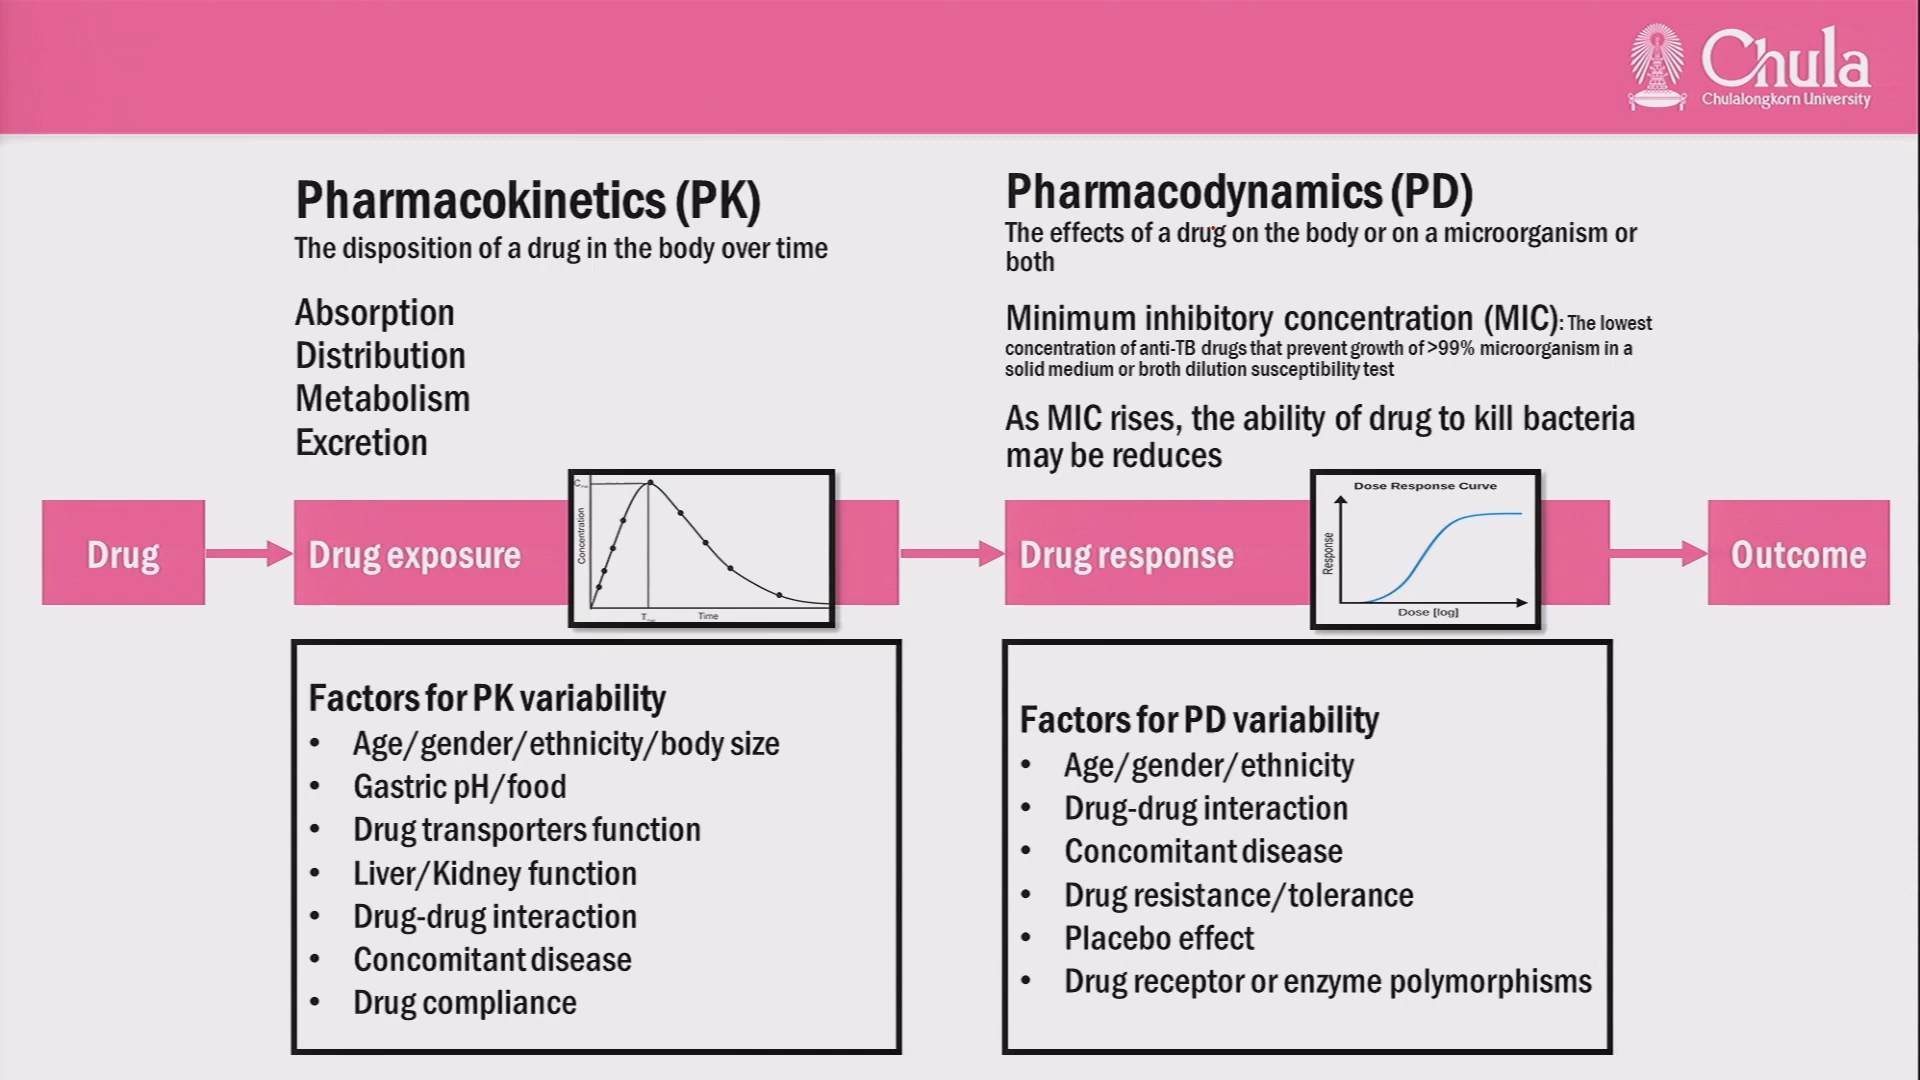 Chula
Chulalongkorn University
Pharmacokinetics (PK)
The disposition of a drug in the body over time
Absorption
Distribution
Metabolism
Excretion
Pharmacodynamics (PD)
The effects of a drug on the body or on a microorganism or
both
Minimum inhibitory concentration (MIC): The lowest
concentration of anti-TB drugs that prevent growth of >99% microorganism in a
solid medium or broth dilution susceptibility test
As MIC rises, the ability of drug to kill bacteria
may be reduces
Drug
Drug exposure
Concentration
Time
Drug response
Dose Response Curve
Response
Dose [log]
Outcome
Factors for PK variability
• Age/gender/ethnicity/body size
• Gastric pH/food
• Drug transporters function
• Liver/Kidney function
• Drug-drug interaction
• Concomitant disease
• Drug compliance
Factors for PD variability
• Age/gender/ethnicity
• Drug-drug interaction
• Concomitant disease
• Drug resistance/tolerance
• Placebo effect
• Drug receptor or enzyme polymorphisms